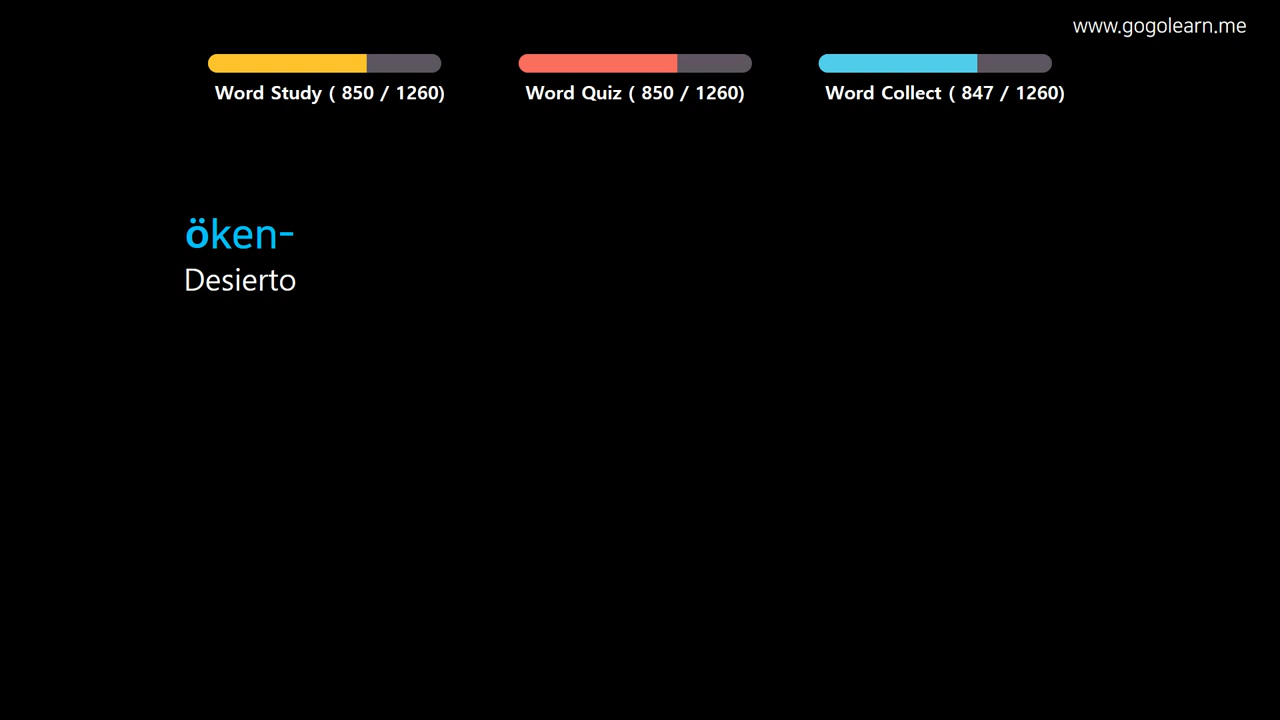 www.gogolearn.me
Word Study ( 850 / 1260)
Word Quiz ( 850 / 1260)
Word Collect ( 847 / 1260)
öken-
Desierto